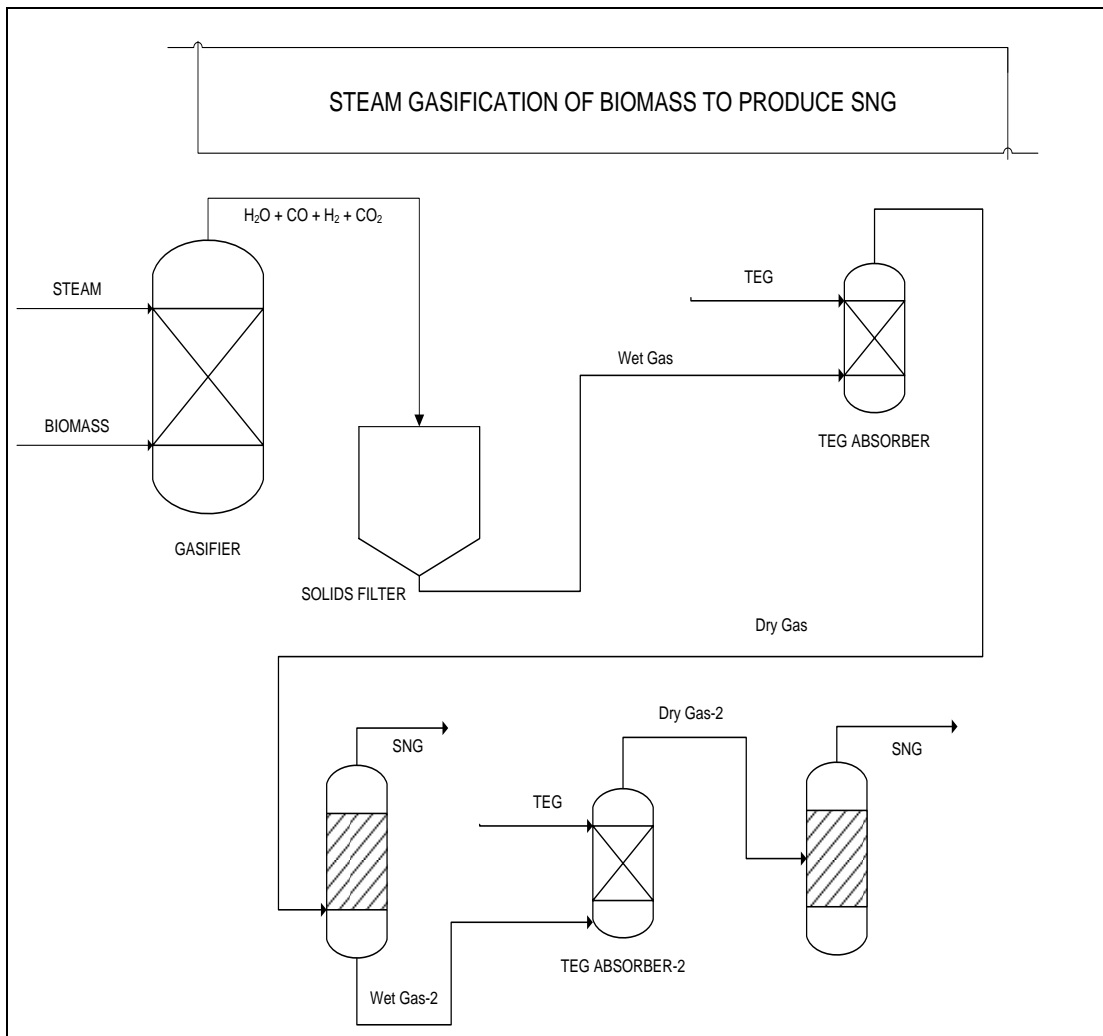 STEAM GASIFICATION OF BIOMASS TO PRODUCE SNG
H₂O + CO + H₂ + CO₂
STEAM
TEG
Wet Gas
BIOMASS
TEG ABSORBER
GASIFIER
SOLIDS FILTER
Dry Gas
Dry Gas-2
SNG
SNG
TEG
TEG ABSORBER-2
Wet Gas-2